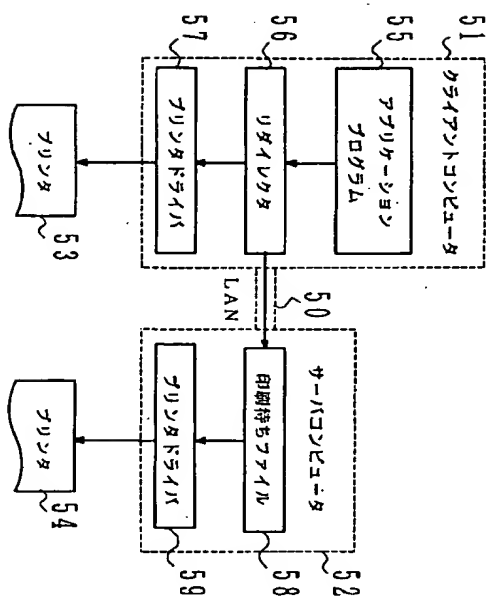 51
クライアントコンピュータ
55
アプリケーション
プログラム
56
リダイレクタ
57
プリンタドライバ
プリンタ
53
50
LAN
サーバコンピュータ
52
印刷待ちファイル
58
プリンタドライバ
59
プリンタ
54